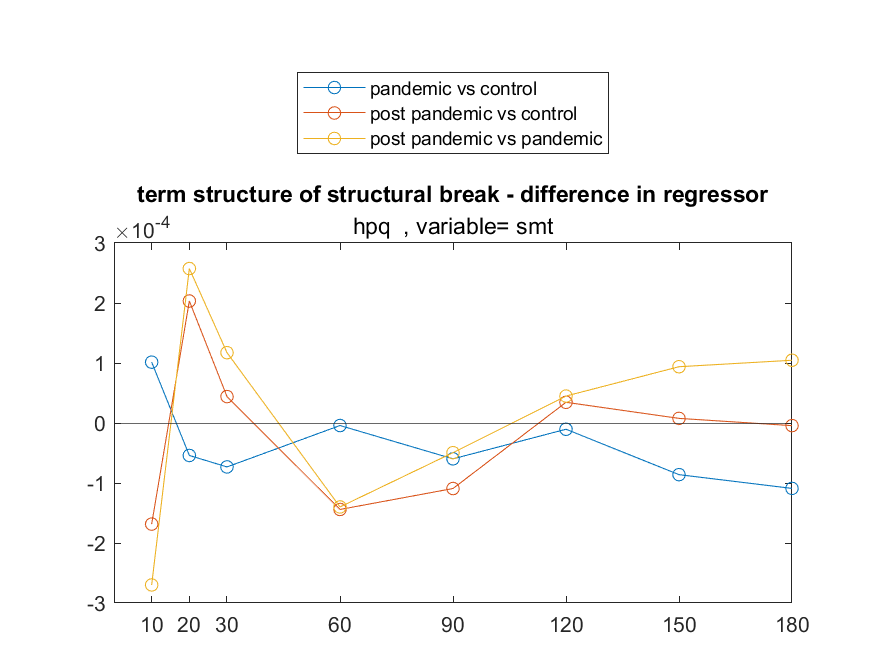 pandemic vs control
post pandemic vs control
post pandemic vs pandemic
term structure of structural break - difference in regressor
hpq , variable= smt
×10-4
3
2
1
0
-1
-2
-3
10 20 30 60 90 120 150 180